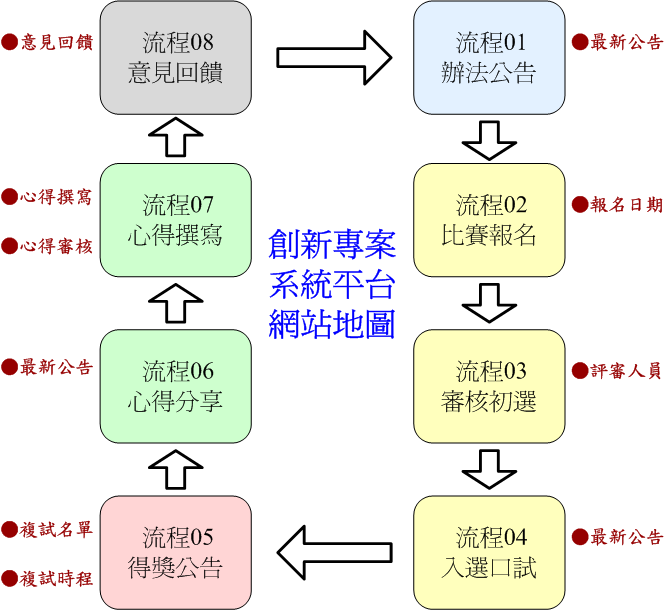 ●意見回饋
流程08
意見回饋
流程01
辦法公告
●最新公告
●心得撰寫
●心得審核
流程07
心得撰寫
創新專案
系統平台
網站地圖
流程02
比賽報名
●報名日期
●最新公告
流程06
心得分享
流程03
審核初選
●評審人員
●複試名單
●複試時程
流程05
得獎公告
流程04
入選口試
●最新公告